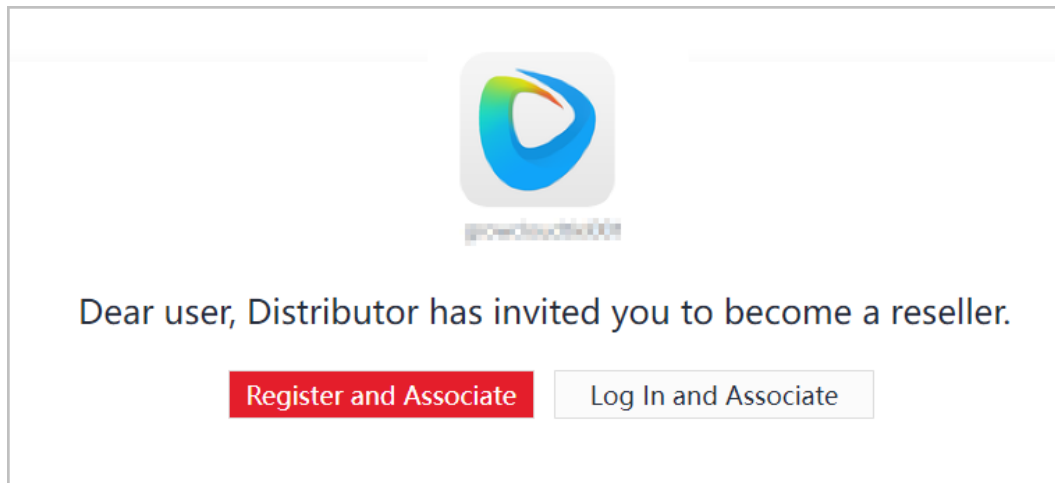 Dear user, Distributor has invited you to become a reseller.
Register and Associate
Log In and Associate